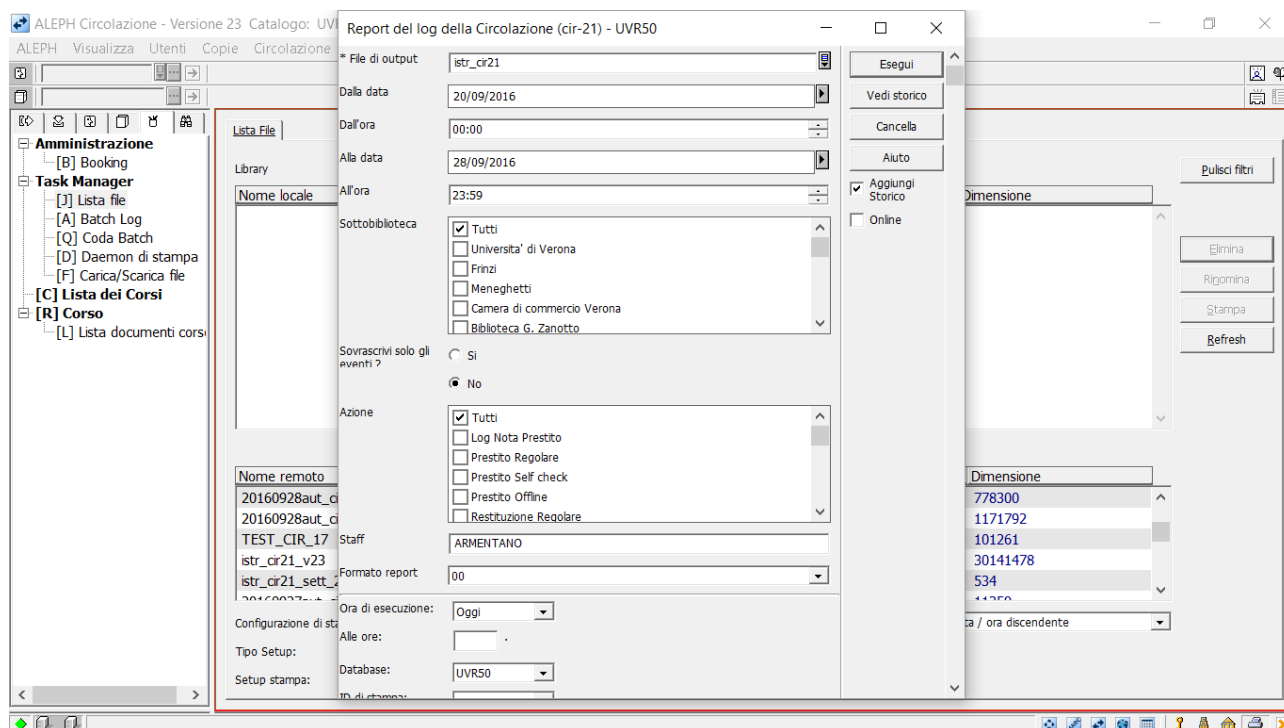 ALEPH Circolazione - Versione 23 Catalogo: UVI
ALEPH Visualizza Utenti Copie Circolazione
Amministrazione
[B] Booking
Task Manager
[J] Lista file
[A] Batch Log
[Q] Coda Batch
[D] Daemon di stampa
[F] Carica/Scarica file
[C] Lista dei Corsi
[R] Corso
[L] Lista documenti corso
Lista File
Library
Nome locale
Nome remoto
20160928aut_ci
20160928aut_ci
TEST_CIR_17
istr_cir21_v23
istr_cir21_sett_2
Configurazione di sta
Tipo Setup:
Setup stampa:
Report del log della Circolazione (cir-21) - UVR50
* File di output
istr_cir21
Dalla data
20/09/2016
Dall'ora
00:00
Alla data
28/09/2016
All'ora
23:59
Sottobiblioteca
Tutti
Universita' di Verona
Frinzi
Meneghetti
Camera di commercio Verona
Biblioteca G. Zanotto
Sovrascrivi solo gli
eventi ?
Si
No
Azione
Tutti
Log Nota Prestito
Prestito Regolare
Prestito Self check
Prestito Offline
Restituzione Regolare
Staff
ARMENTANO
Formato report
00
Ora di esecuzione:
Oggi
Alle ore:
Database:
UVR50
ID di stampa:
Esegui
Vedi storico
Cancella
Aiuto
Aggiungi
Storico
Online
Dimensione
Dimensione
778300
1171792
101261
30141478
534
ta / ora discendente
Pulisci filtri
Elimina
Rinomina
Stampa
Refresh